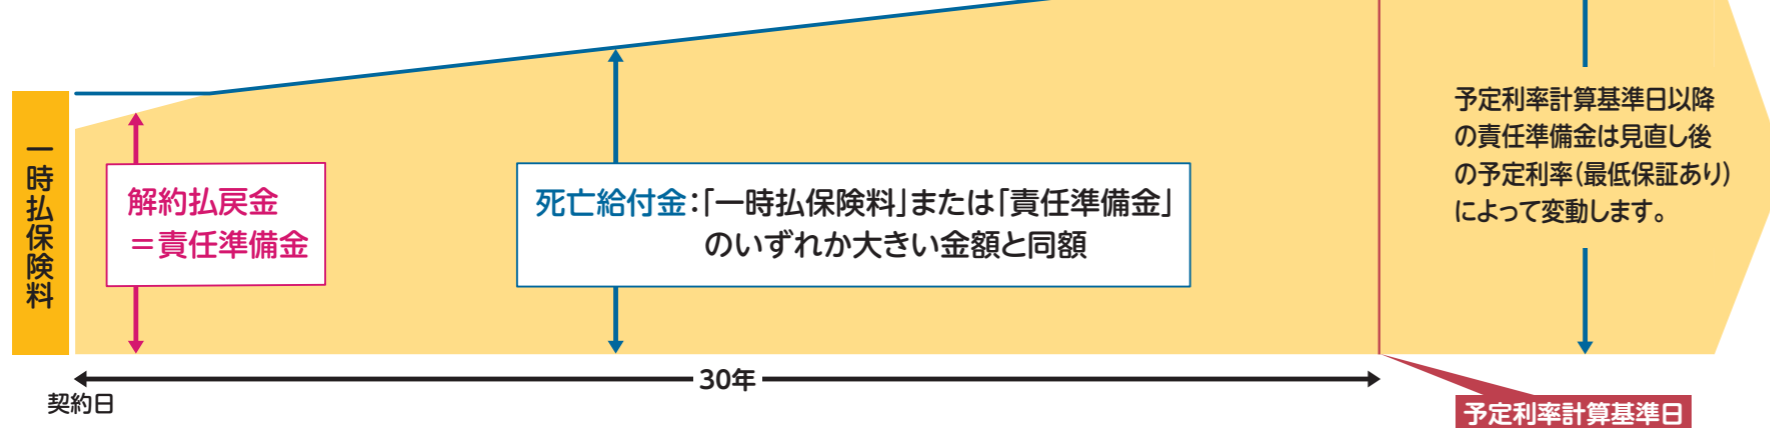 一時払保険料
解約払戻金
＝責任準備金
死亡給付金：｢一時払保険料｣または｢責任準備金｣
のいずれか大きい金額と同額
予定利率計算基準日以降
の責任準備金は見直し後
の予定利率（最低保証あり）
によって変動します。
30年
契約日
予定利率計算基準日